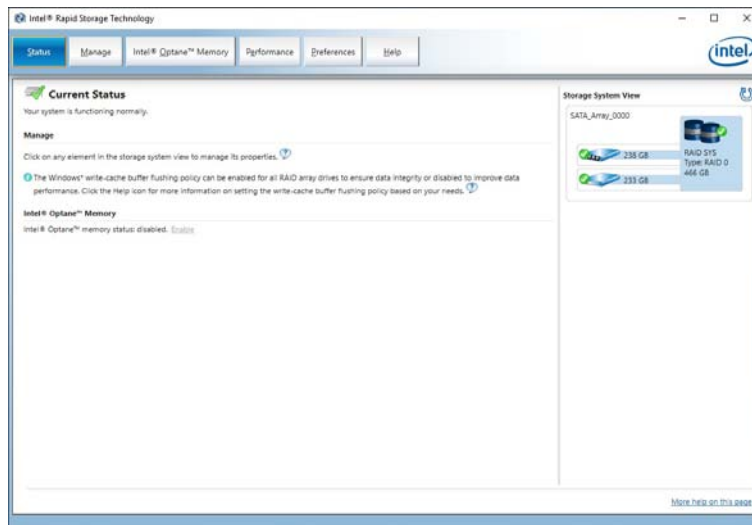 Intel® Rapid Storage Technology
Status
Manage
Intel® Optane™ Memory
Performance
Preferences
Help
intel.
Current Status
Your system is functioning normally.
Manage
Click on any element in the storage system view to manage its properties.
The Windows* write-cache buffer flushing policy can be enabled for all RAID array drives to ensure data integrity or disabled to improve data
performance. Click the Help icon for more information on setting the write-cache buffer flushing policy based on your needs.
Intel® Optane™ Memory
Intel® Optane™ memory status: disabled. Enable
Storage System View
SATA_Array_0000
238 GB
233 GB
RAID SYS
Type: RAID 0
466 GB
More help on this page